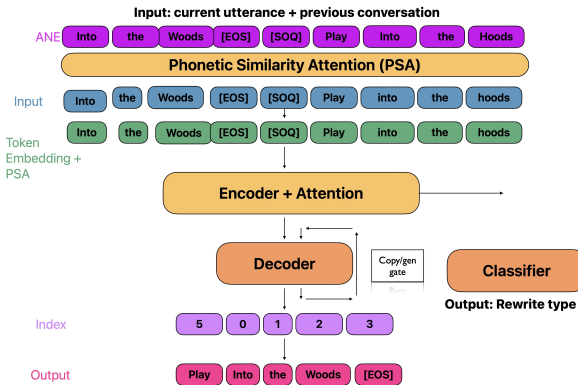 Input: current utterance + previous conversation
ANE Into the Woods [EOS] [SOQ] Play Into the Hoods
Phonetic Similarity Attention (PSA)
Input Into the Woods [EOS] [SOQ] Play into the hoods
Token Embedding + PSA Into the Woods [EOS] [SOQ] Play into the hoods
Encoder + Attention
Decoder
Copy/gen
gate
Classifier
Output: Rewrite type
Index 5 0 1 2 3
Output Play Into the Woods [EOS]